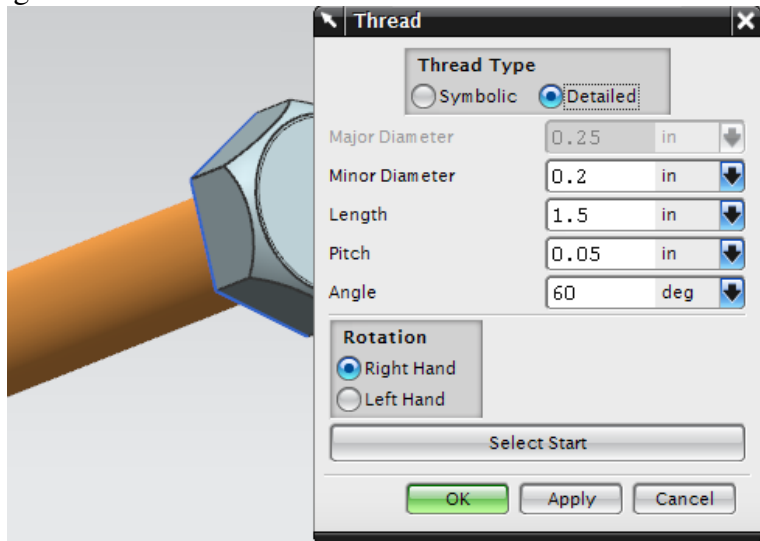 Thread
Thread Type
Symbolic Detailed
Major Diameter 0.25 in
Minor Diameter 0.2 in
Length 1.5 in
Pitch 0.05 in
Angle 60 deg
Rotation
Right Hand
Left Hand
Select Start
OK Apply Cancel